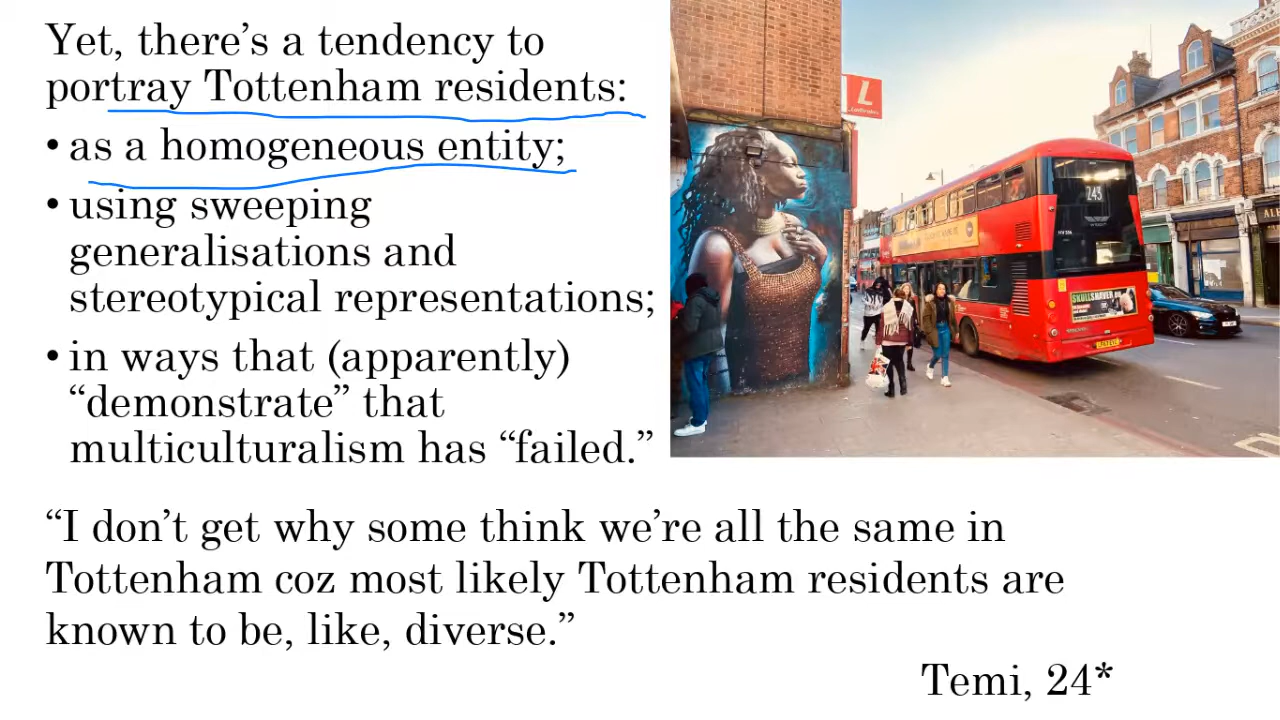 Yet, there’s a tendency to
portray Tottenham residents:
• as a homogeneous entity;
• using sweeping
generalisations and
stereotypical representations;
• in ways that (apparently)
“demonstrate” that
multiculturalism has “failed.”
L
243
“I don’t get why some think we’re all the same in
Tottenham coz most likely Tottenham residents are
known to be, like, diverse.”
Temi, 24*